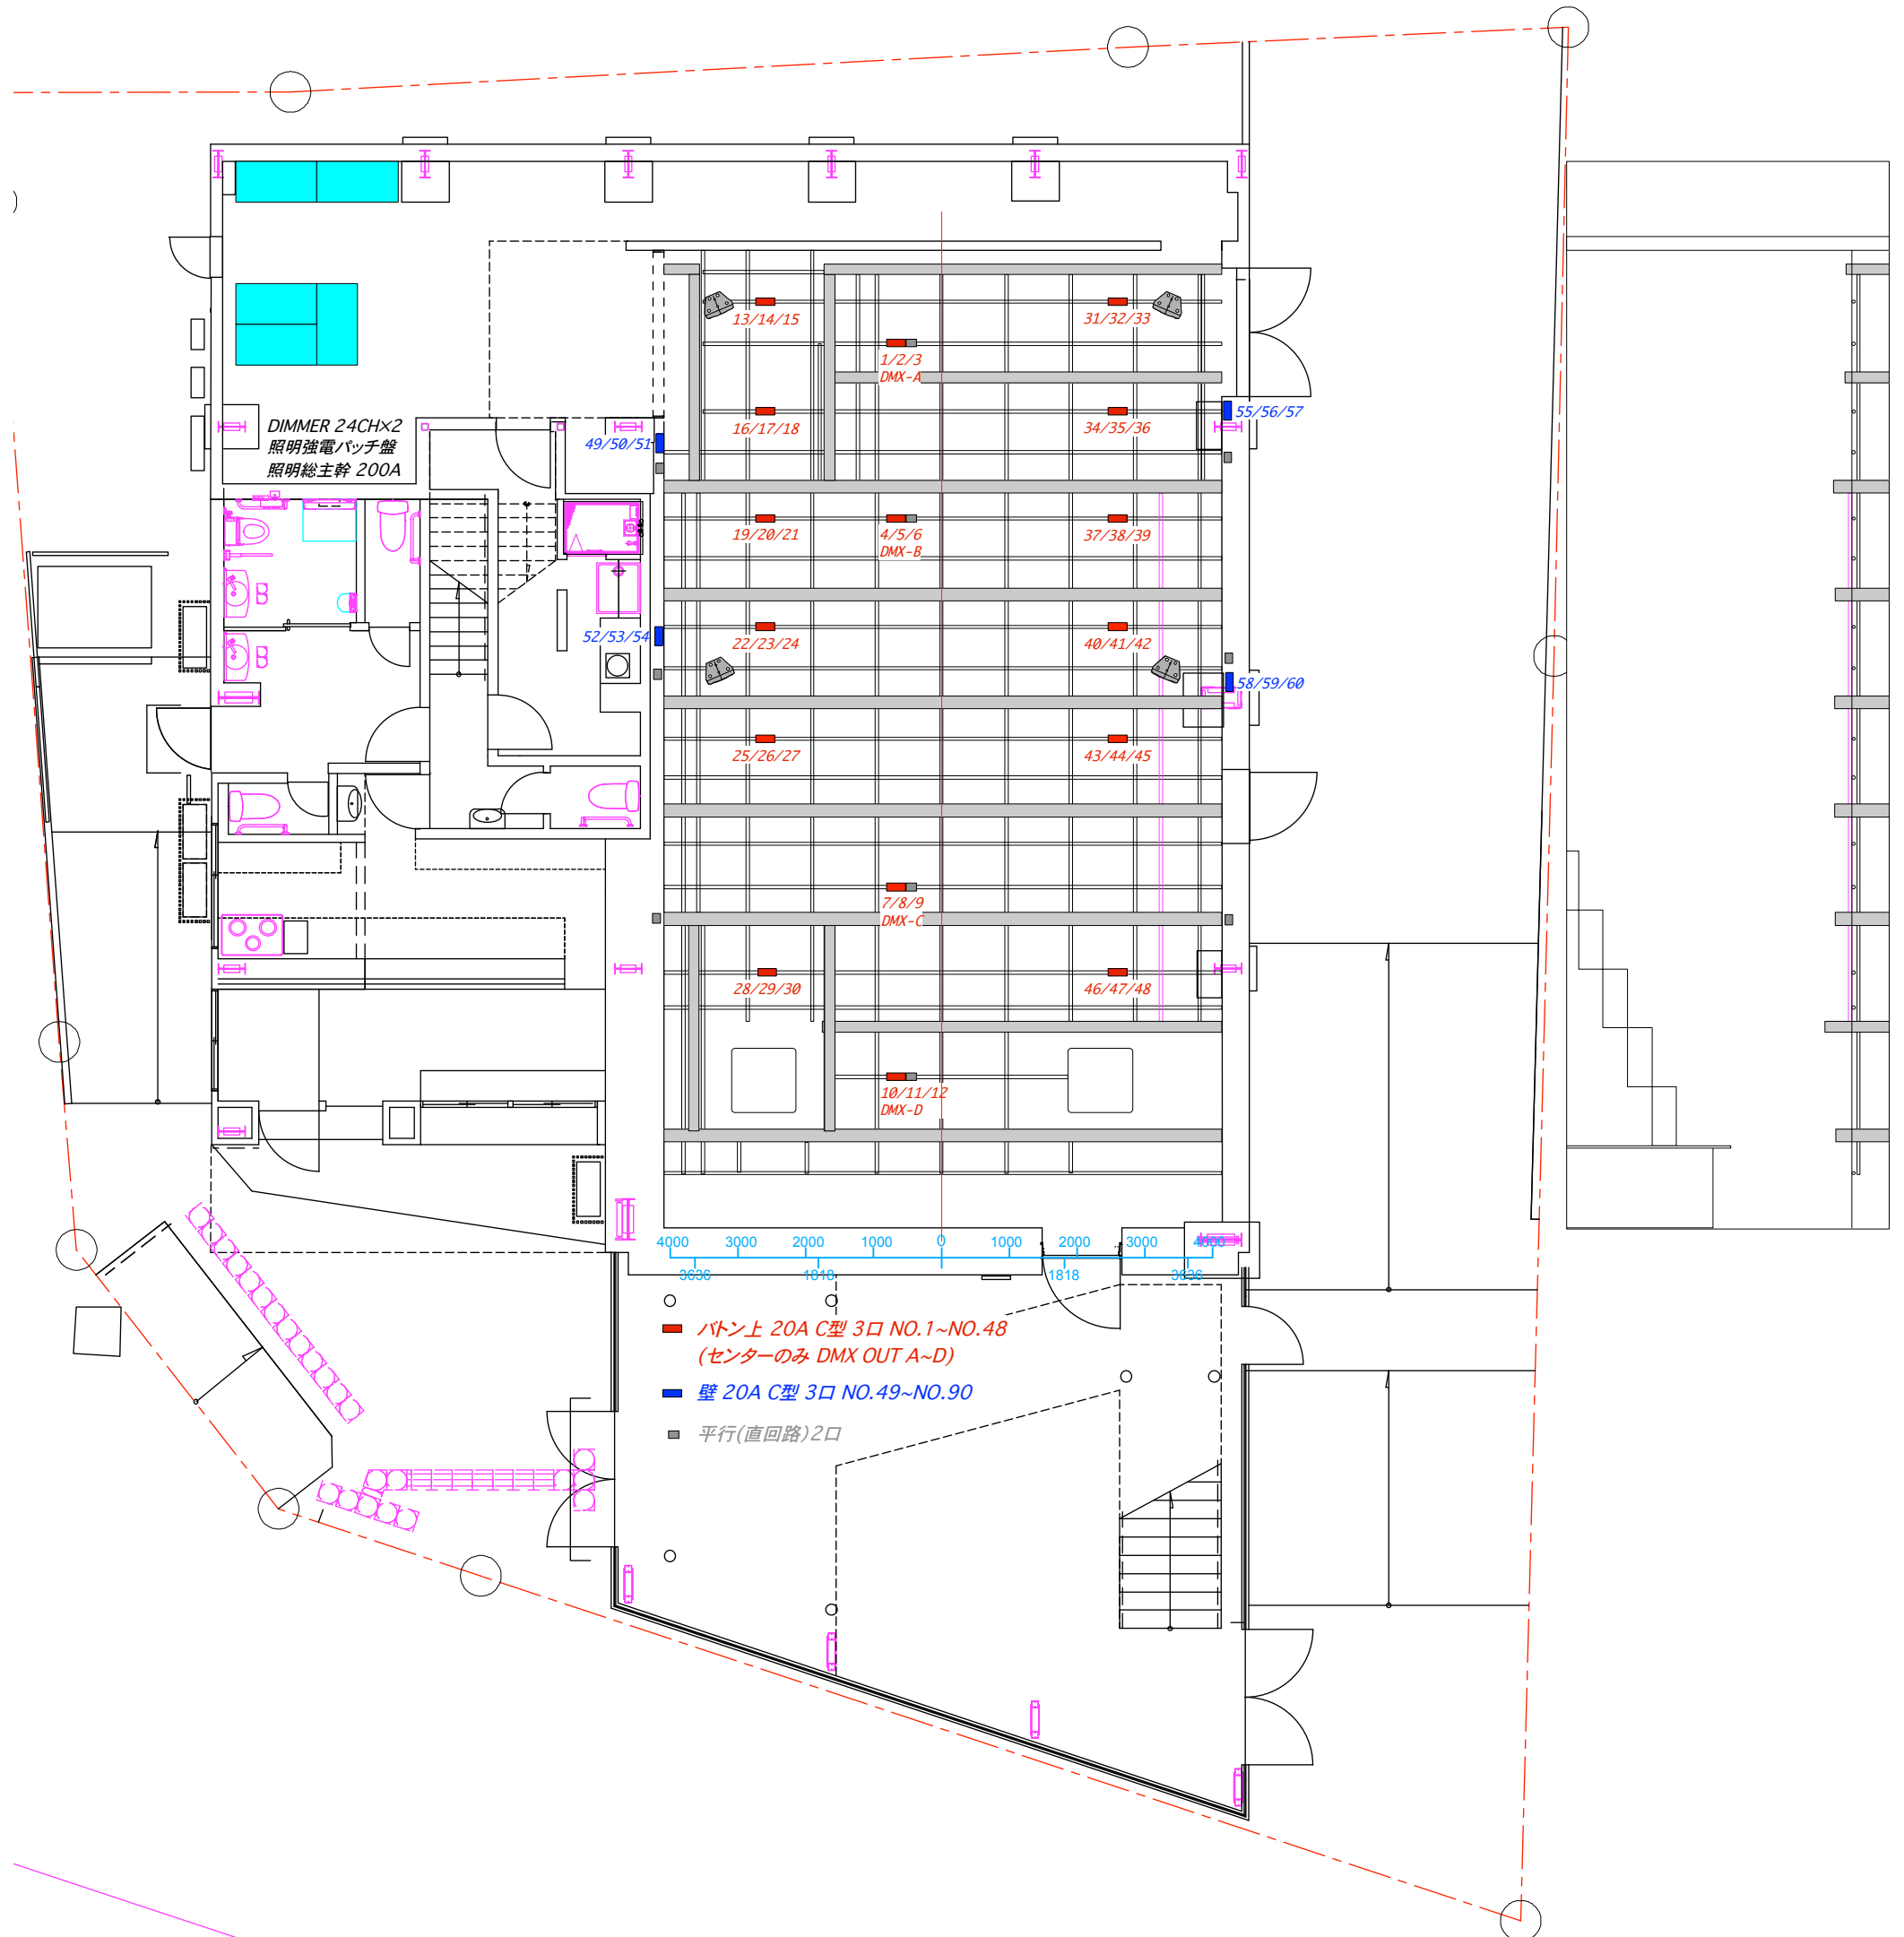 13/14/15
31/32/33
1/2/3
DMX-A
16/17/18
34/35/36
55/56/57
DIMMER 24CH×2
照明強電パッチ盤
照明総主幹 200A
49/50/51
19/20/21
4/5/6
DMX-B
37/38/39
52/53/54
22/23/24
40/41/42
58/59/60
25/26/27
43/44/45
7/8/9
DMX-C
28/29/30
46/47/48
10/11/12
DMX-D
4000 3000 2000 1000 0 1000 2000 3000 4000
3636 1818 1818 3636
バトン上 20A C型 3口 NO.1~NO.48
(センターのみ DMX OUT A~D)
壁 20A C型 3口 NO.49~NO.90
平行(直回路)2口